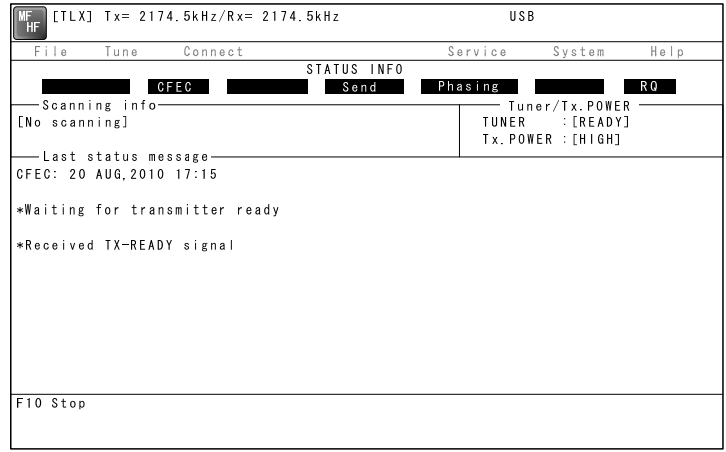 MF HF [TLX] Tx= 2174.5kHz/Rx= 2174.5kHz USB
File Tune Connect Service System Help
STATUS INFO
CFEC Send Phasing RQ
Scanning info Tuner/Tx.POWER
[No scanning] TUNER :[READY]
Tx.POWER :[HIGH]
Last status message
CFEC: 20 AUG,2010 17:15
*Waiting for transmitter ready
*Received TX-READY signal
F10 Stop